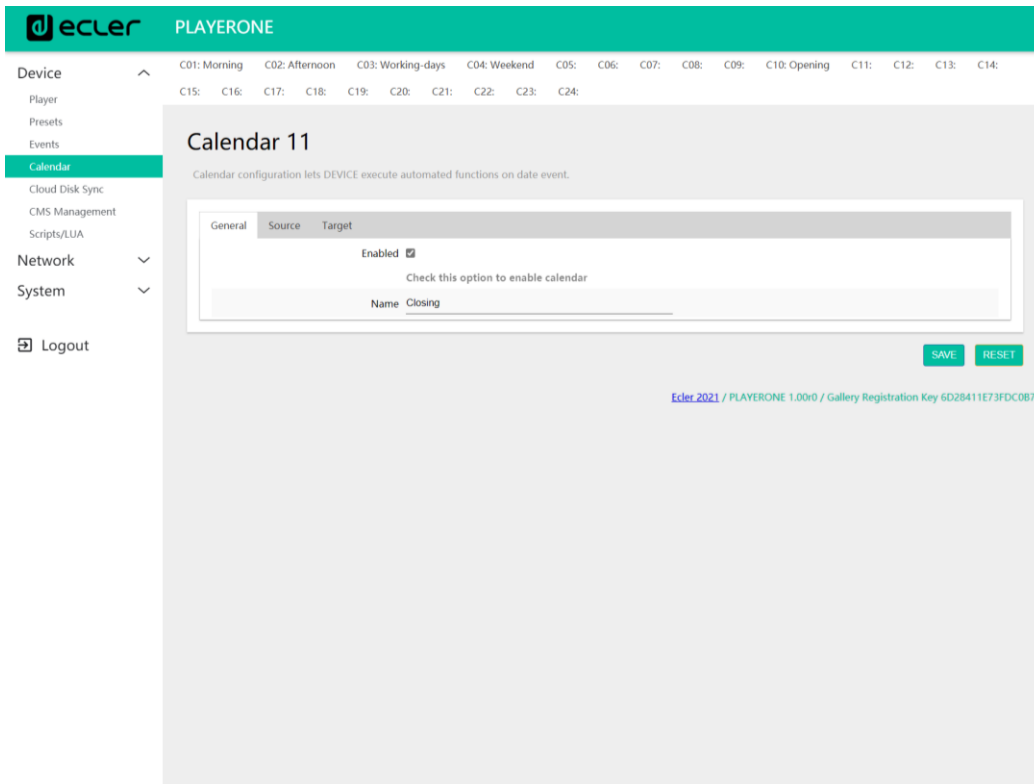 ecler
PLAYERONE
Device
Player
Presets
Events
Calendar
Cloud Disk Sync
CMS Management
Scripts/LUA
Network
System
Logout
C01: Morning C02: Afternoon C03: Working-days C04: Weekend C05: C06: C07: C08: C09: C10: Opening C11: C12: C13: C14:
C15: C16: C17: C18: C19: C20: C21: C22: C23: C24:
Calendar 11
Calendar configuration lets DEVICE execute automated functions on date event.
General Source Target
Enabled
Check this option to enable calendar
Name Closing
SAVE RESET
Ecler 2021 / PLAYERONE 1.00r0 / Gallery Registration Key 6D28411E73FDC0B7